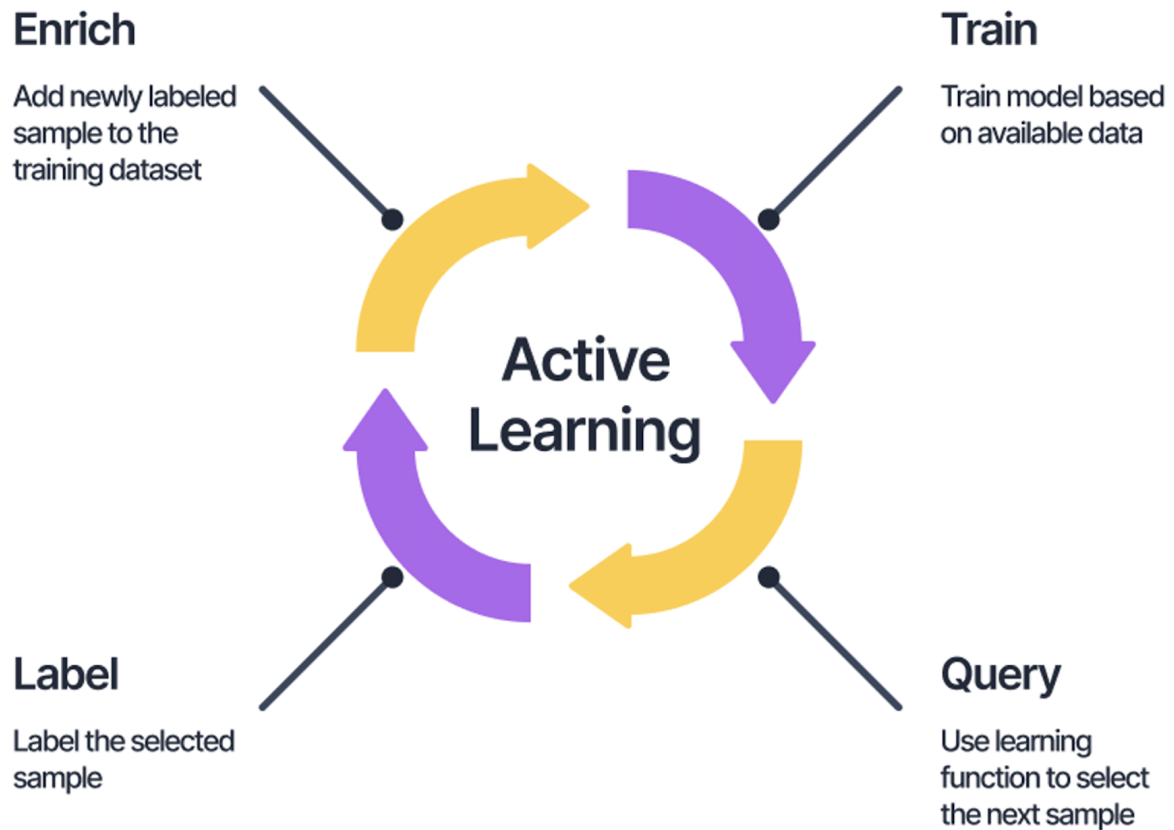 Enrich
Add newly labeled
sample to the
training dataset
Train
Train model based
on available data
Active
Learning
Label
Label the selected
sample
Query
Use learning
function to select
the next sample